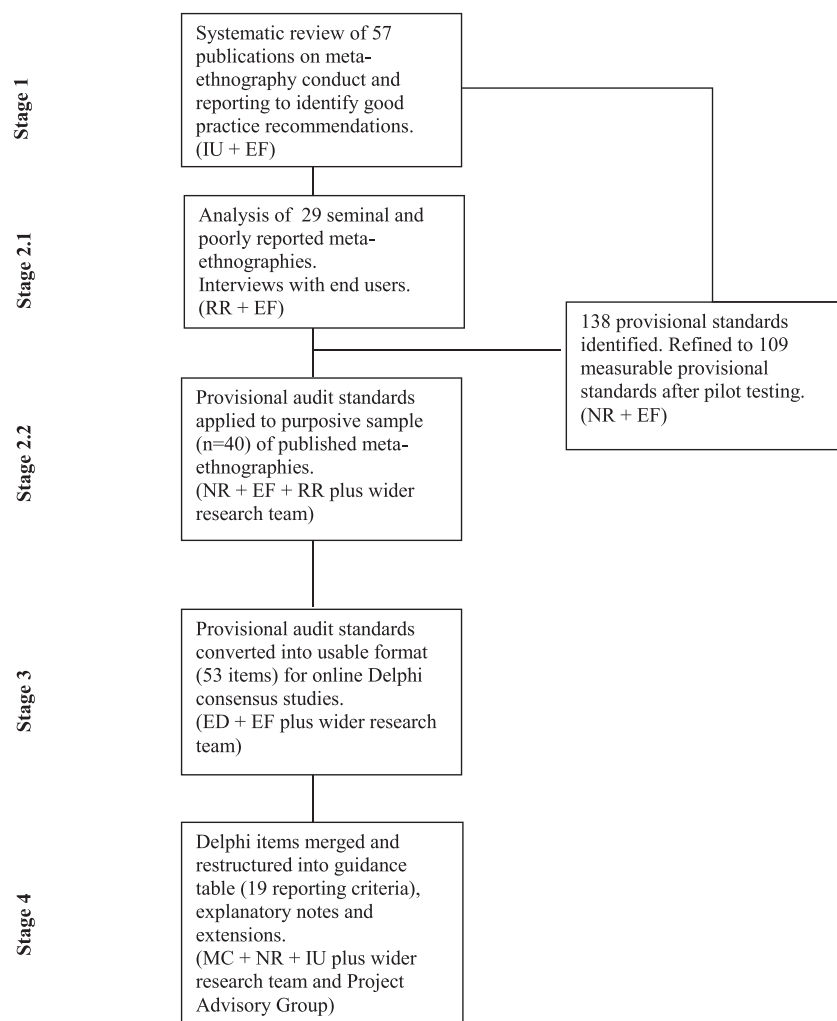 Stage 1
Systematic review of 57
publications on meta-
ethnography conduct and
reporting to identify good
practice recommendations.
(IU + EF)
Stage 2.1
Analysis of  29 seminal and
poorly reported meta-
ethnographies.
Interviews with end users.
(RR + EF)
138 provisional standards
identified. Refined to 109
measurable provisional
standards after pilot testing.
(NR + EF)
Stage 2.2
Provisional audit standards
applied to purposive sample
(n=40) of published meta-
ethnographies.
(NR + EF + RR plus wider
research team)
Stage 3
Provisional audit standards
converted into usable format
(53 items) for online Delphi
consensus studies.
(ED + EF plus wider research
team)
Stage 4
Delphi items merged and
restructured into guidance
table (19 reporting criteria),
explanatory notes and
extensions.
(MC + NR + IU plus wider
research team and Project
Advisory Group)